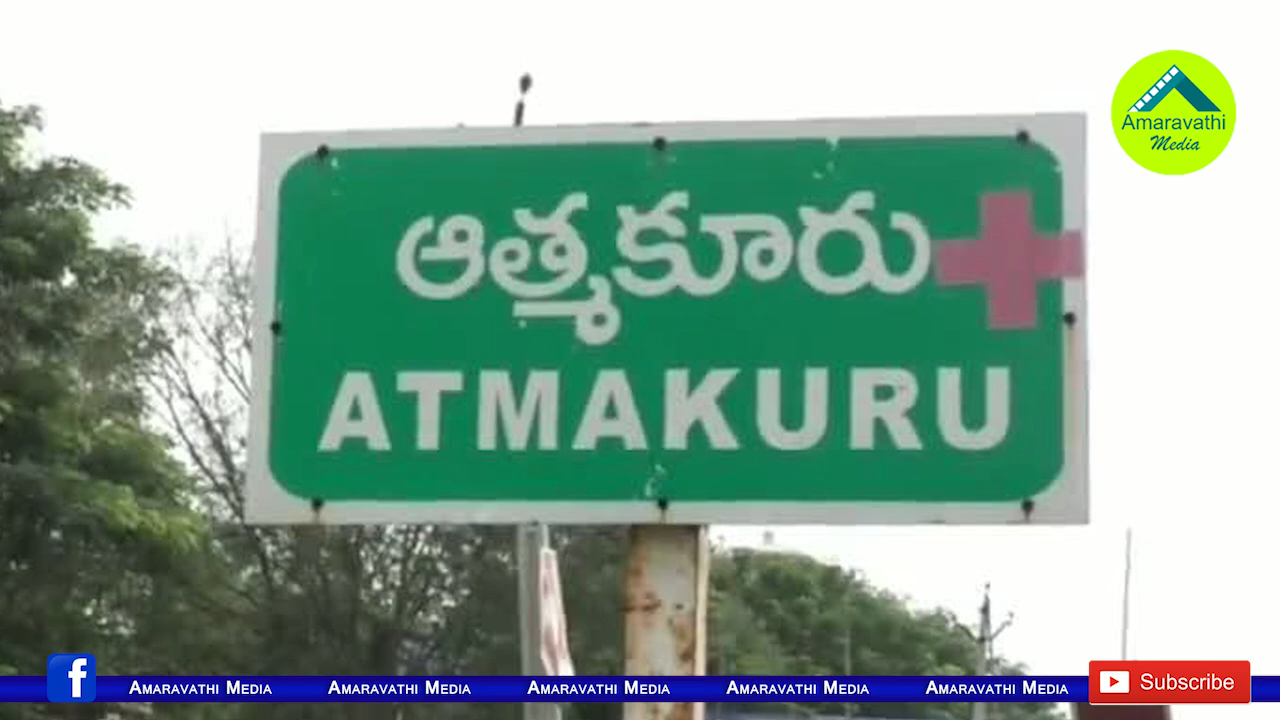 Amaravathi
Media
ఆత్మకూరు
ATMAKURU
f AMARAVATHI MEDIA AMARAVATHI MEDIA AMARAVATHI MEDIA AMARAVATHI MEDIA AMARAVATHI MEDIA Subscribe